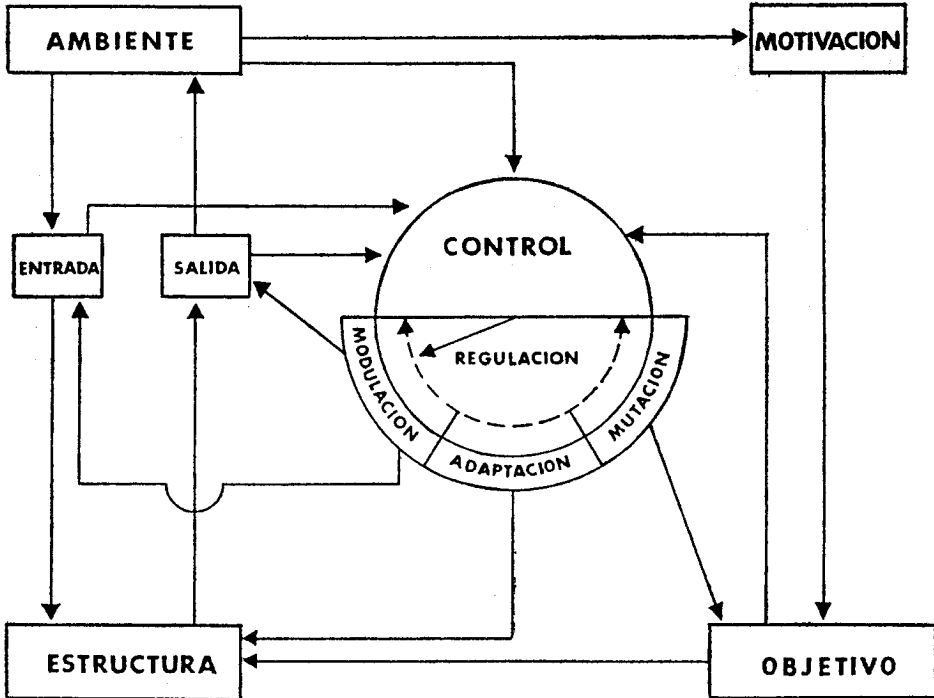 AMBIENTE
MOTIVACION
CONTROL
ENTRADA
SALIDA
REGULACION
MODULACION
ADAPTACION
MUTACION
ESTRUCTURA
OBJETIVO